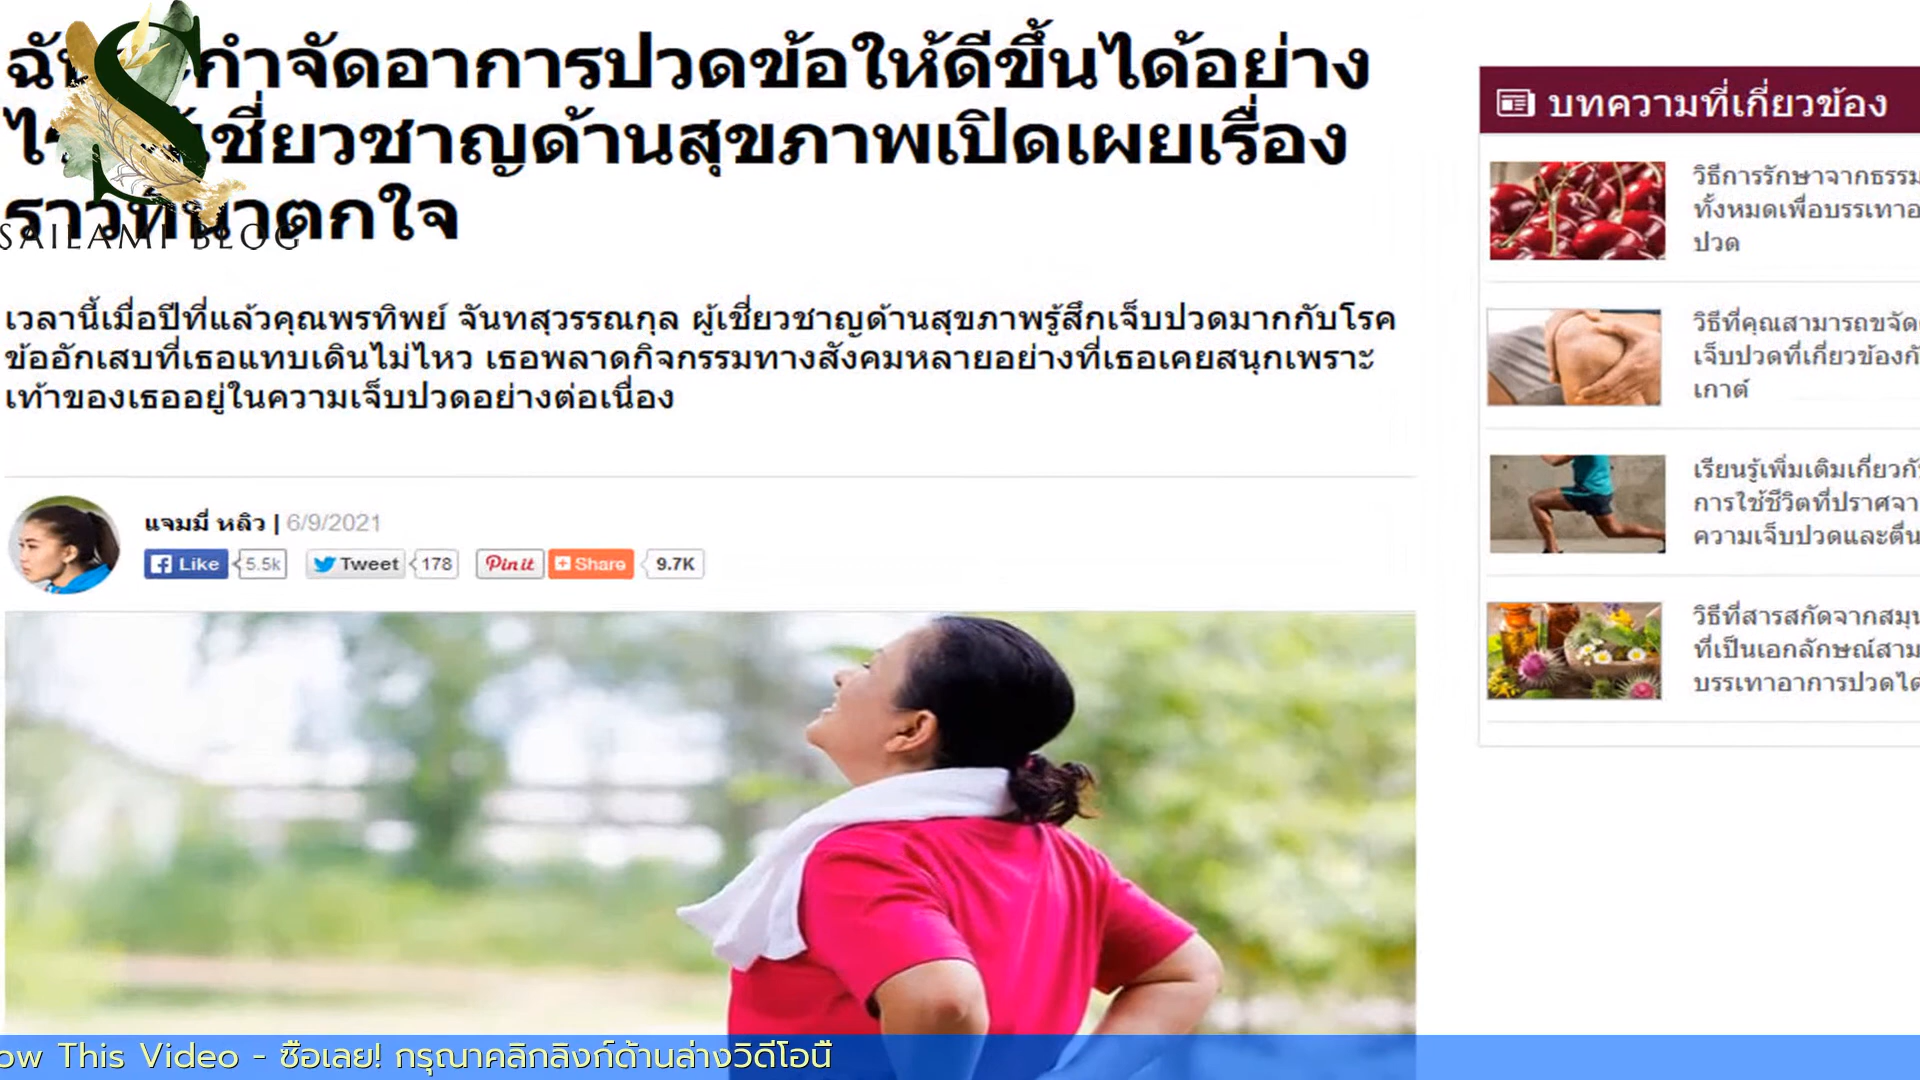 กำจัดอาการปวดข้อให้ดีขึ้นได้อย่าง
เชี่ยวชาญด้านสุขภาพเปิดเผยเรื่อง
ราวที่น่าตกใจ
SAILAMI BLOG
เวลานี้เมื่อปีที่แล้วคุณพรทิพย์ จันทสุวรรณกุล ผู้เชี่ยวชาญด้านสุขภาพรู้สึกเจ็บปวดมากกับโรค
ข้ออักเสบที่เธอแทบเดินไม่ไหว เธอพลาดกิจกรรมทางสังคมหลายอย่างที่เธอเคยสนุกเพราะ
เท้าของเธออยู่ในความเจ็บปวดอย่างต่อเนื่อง
แจมมี่ หลิว | 6/9/2021
Like 5.5k Tweet 178 Pin it Share 9.7K
บทความที่เกี่ยวข้อง
วิธีการรักษาจากธรรม
ทั้งหมดเพื่อบรรเทาอ
ปวด
วิธีที่คุณสามารถขจัด
เจ็บปวดที่เกี่ยวข้องกั
เกาต์
เรียนรู้เพิ่มเติมเกี่ยวกั
การใช้ชีวิตที่ปราศจา
ความเจ็บปวดและตื่น
วิธีที่สารสกัดจากสมุน
ที่เป็นเอกลักษณ์สาม
บรรเทาอาการปวดได
ow This Video - ซื้อเลย! กรุณาคลิกลิงก์ด้านล่างวิดีโอนี้